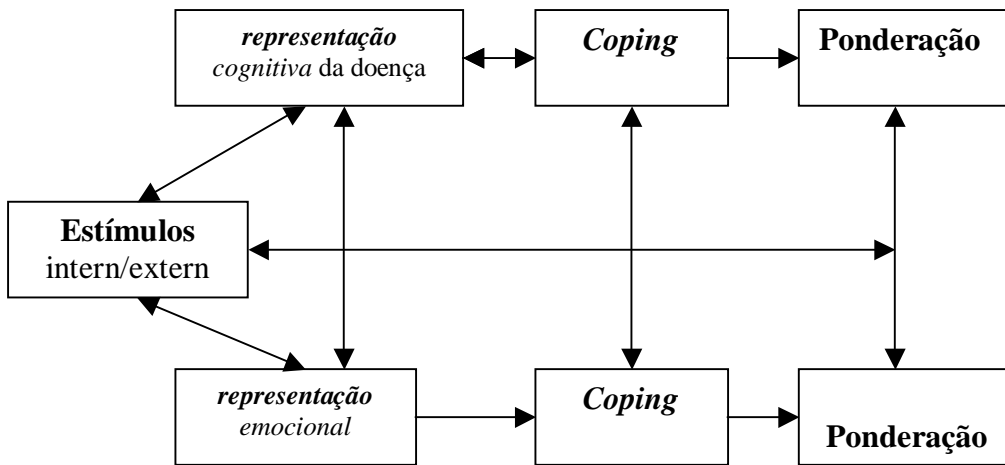 representação
cognitiva da doença
Coping
Ponderação
Estímulos
intern/extern
representação
emocional
Coping
Ponderação